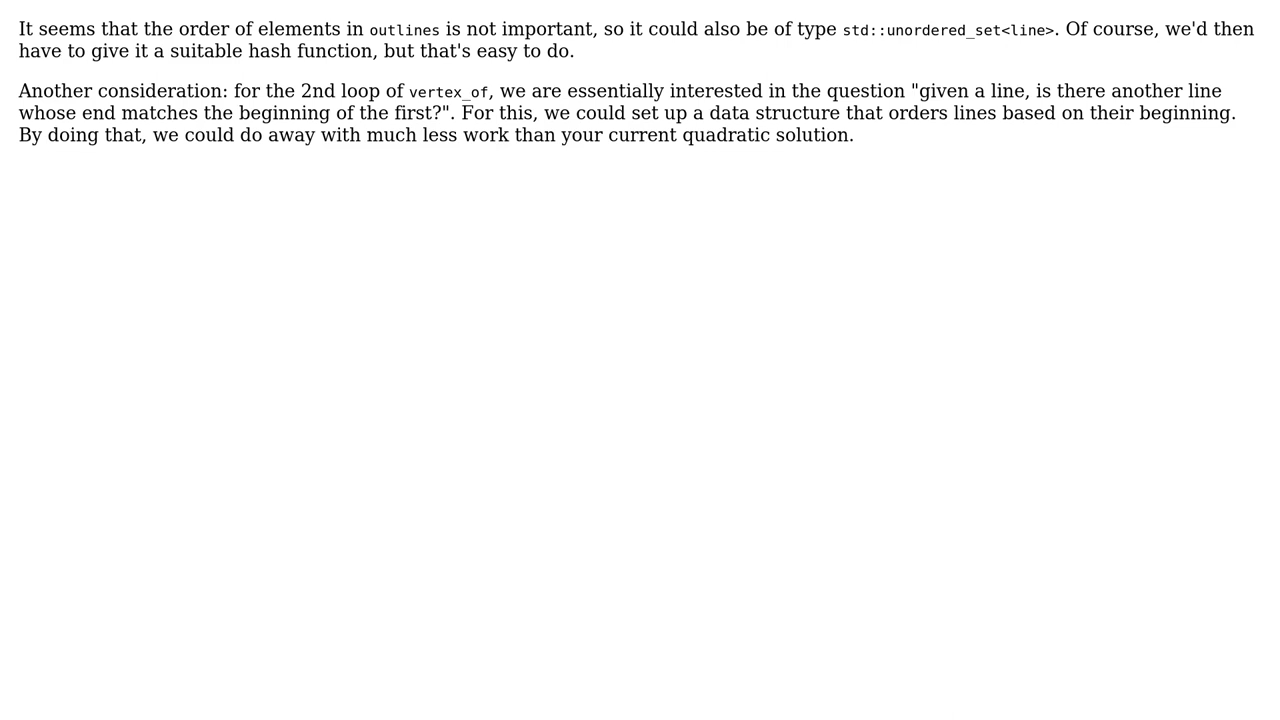 It seems that the order of elements in outlines is not important, so it could also be of type std::unordered_set<line>. Of course, we'd then
have to give it a suitable hash function, but that's easy to do.
Another consideration: for the 2nd loop of vertex_of, we are essentially interested in the question "given a line, is there another line
whose end matches the beginning of the first?". For this, we could set up a data structure that orders lines based on their beginning.
By doing that, we could do away with much less work than your current quadratic solution.